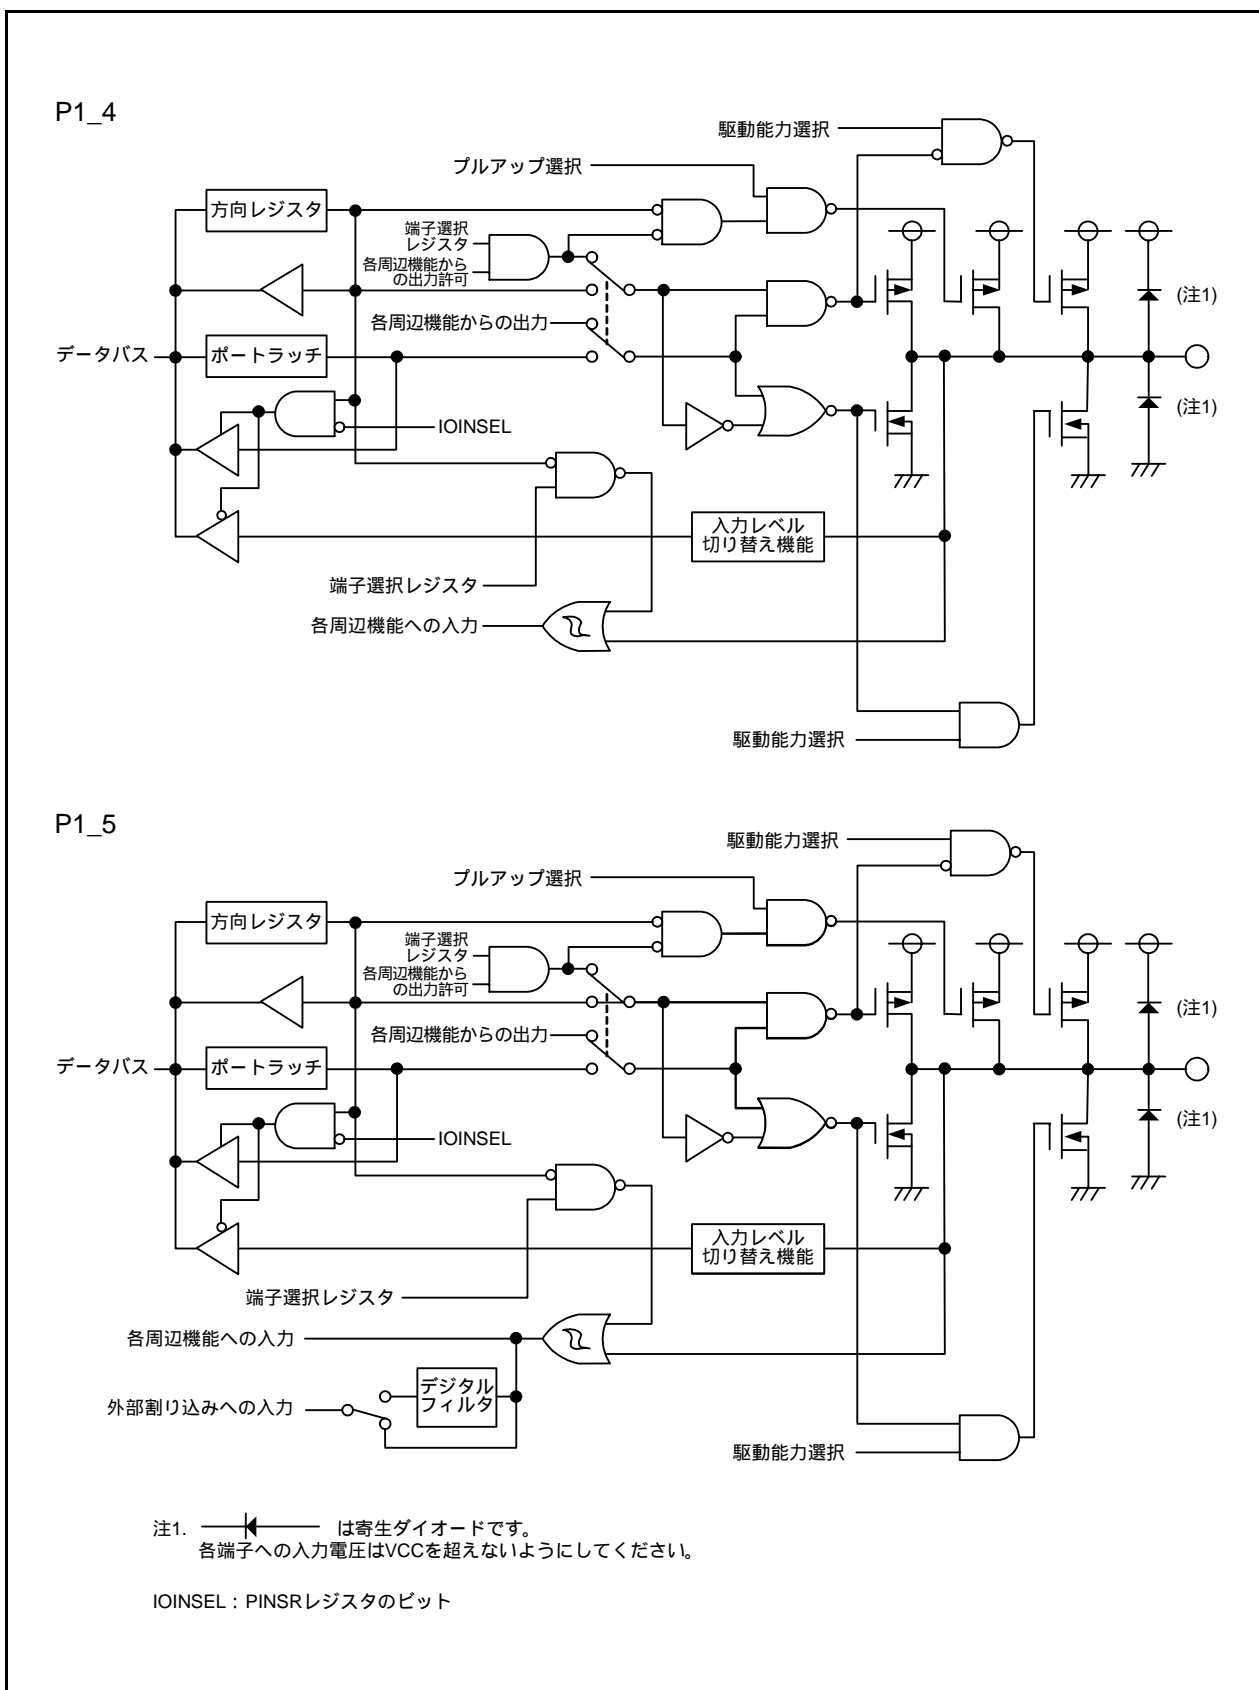 P1_4
駆動能力選択
プルアップ選択
方向レジスタ
端子選択
レジスタ
各周辺機能から
の出力許可
(注1)
各周辺機能からの出力
データバス
ポートラッチ
(注1)
IOINSEL
入力レベル
切り替え機能
端子選択レジスタ
各周辺機能への入力
駆動能力選択
P1_5
駆動能力選択
プルアップ選択
方向レジスタ
端子選択
レジスタ
各周辺機能から
の出力許可
(注1)
各周辺機能からの出力
データバス
ポートラッチ
(注1)
IOINSEL
入力レベル
切り替え機能
端子選択レジスタ
各周辺機能への入力
デジタル
フィルタ
外部割り込みへの入力
駆動能力選択
注1. は寄生ダイオードです。
各端子への入力電圧はVCCを超えないようにしてください。
IOINSEL：PINSRレジスタのビット